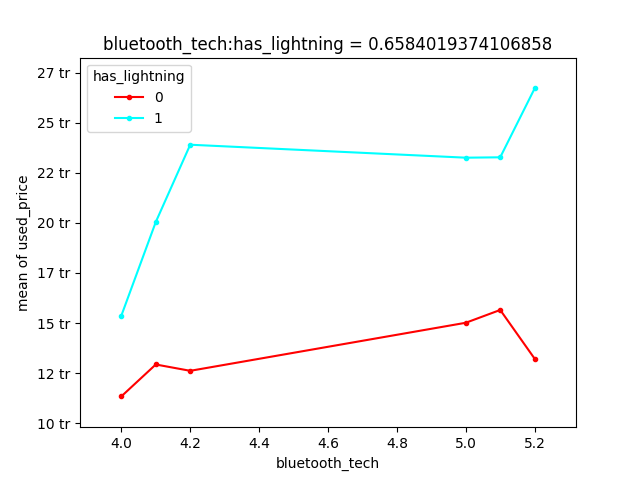 bluetooth_tech:has_lightning = 0.6584019374106858
has_lightning
0
1
27 tr
25 tr
22 tr
20 tr
17 tr
15 tr
12 tr
10 tr
mean of used_price
4.0 4.2 4.4 4.6 4.8 5.0 5.2
bluetooth_tech